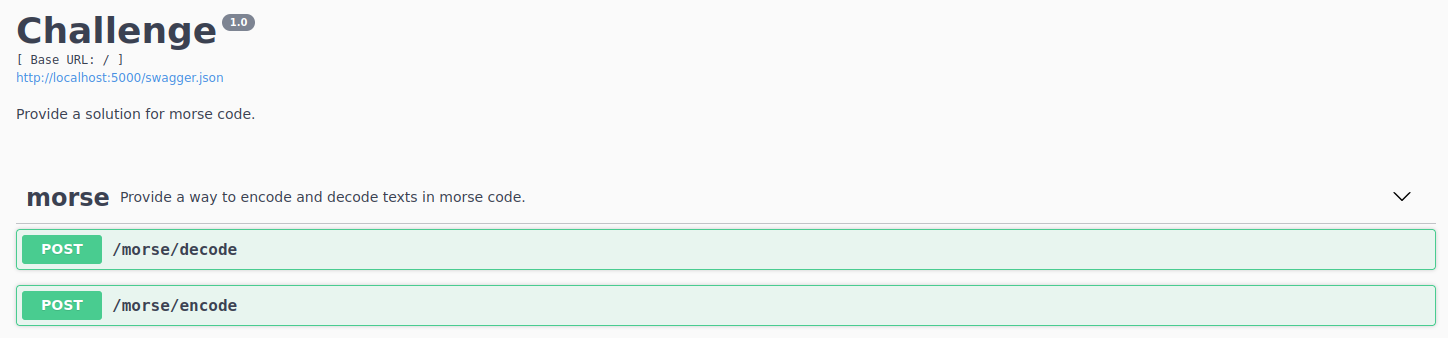 Challenge 1.0
[ Base URL: / ]
http://localhost:5000/swagger.json
Provide a solution for morse code.
morse Provide a way to encode and decode texts in morse code.
POST /morse/decode
POST /morse/encode